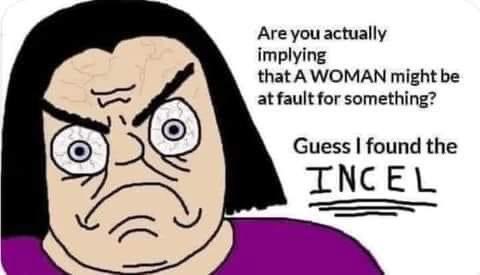 Are you actually
implying
that A WOMAN might be
at fault for something?
Guess I found the
INCEL